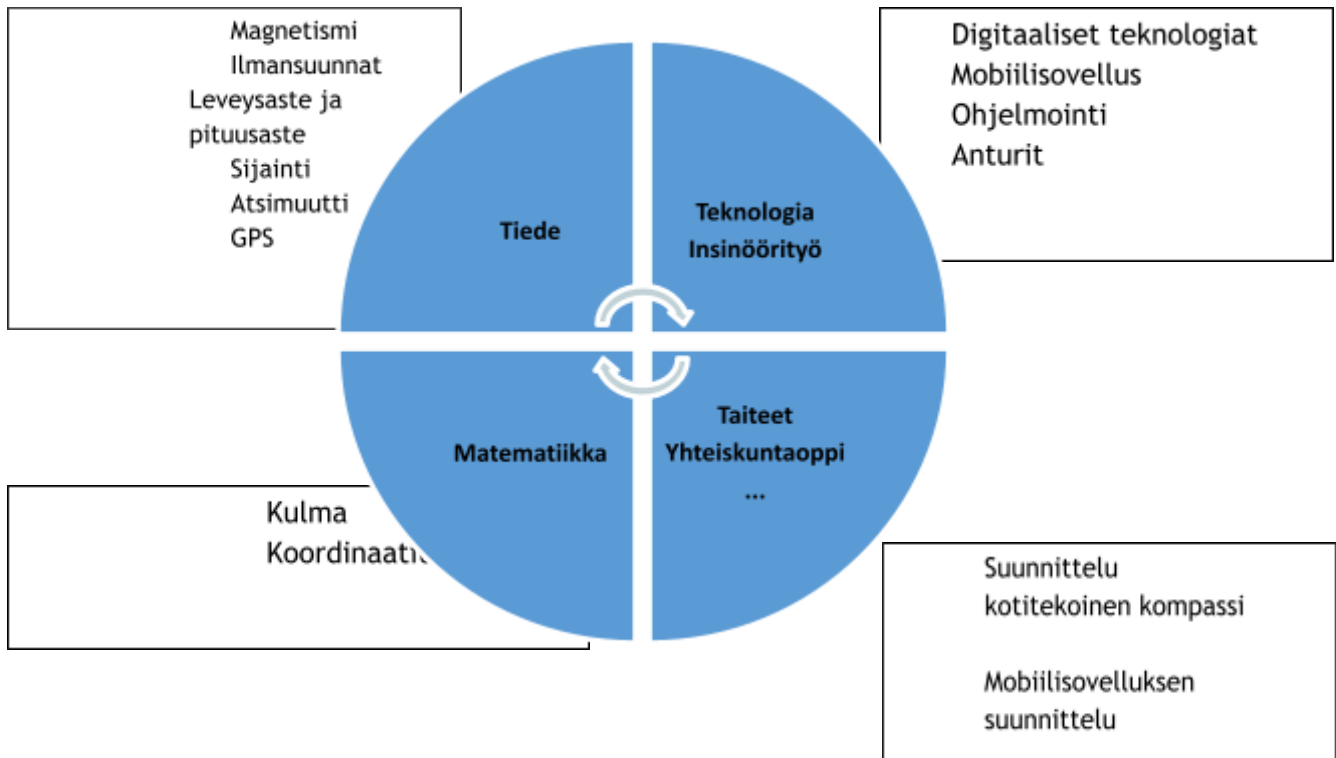 Magnetismi
Ilmansuunnat
Leveysaste ja
pituusaste
Sijainti
Atsimuutti
GPS
Digitaaliset teknologiat
Mobiilisovellus
Ohjelmointi
Anturit
Tiede
Teknologia
Insinöörityö
Matematiikka
Taiteet
Yhteiskuntaoppi
...
Kulma
Suunnittelu
kotitekoinen kompassi
Mobiilisovelluksen
suunnittelu